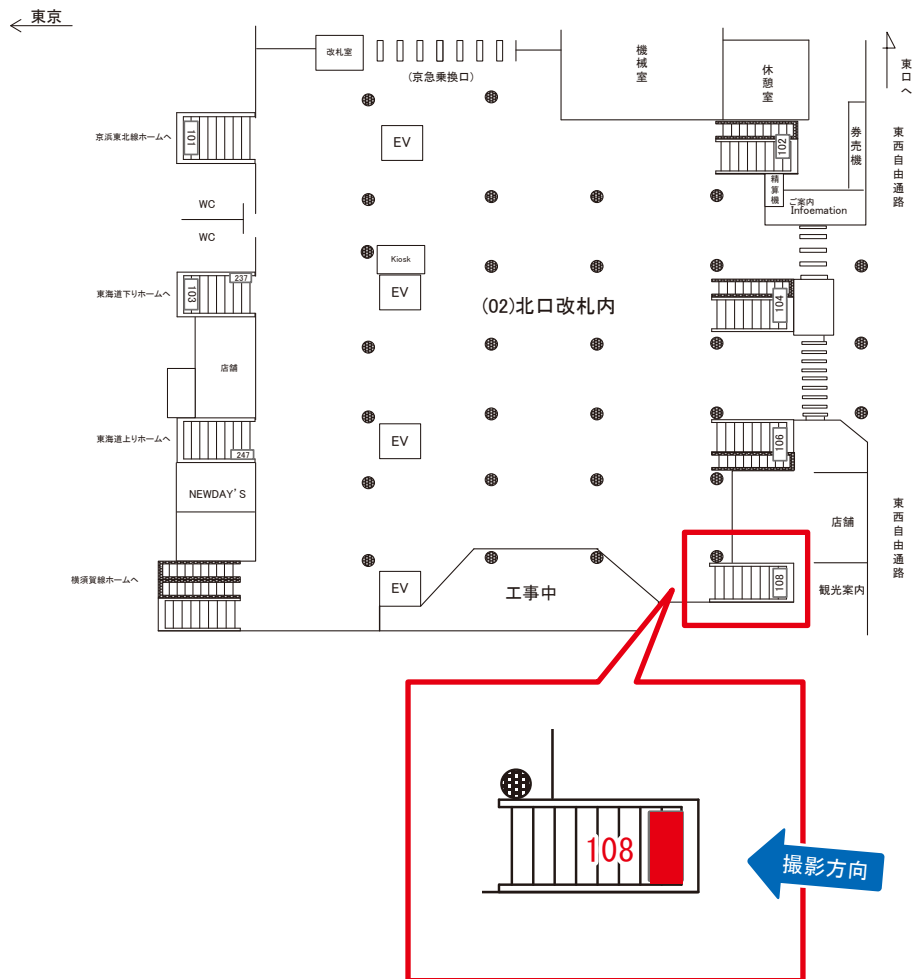 東京
改札室
(京急乗換口)
機械室
休憩室
東口へ
京浜東北線ホームへ
101
EV
102
券売機
東西自由通路
精算機
ご案内
Infoemation
WC
WC
Kiosk
東海道下りホームへ
237
103
EV
(02)北口改札内
104
店舗
東海道上りホームへ
247
EV
106
NEWDAY'S
店舗
東西自由通路
横須賀線ホームへ
EV
工事中
108
観光案内
108
撮影方向